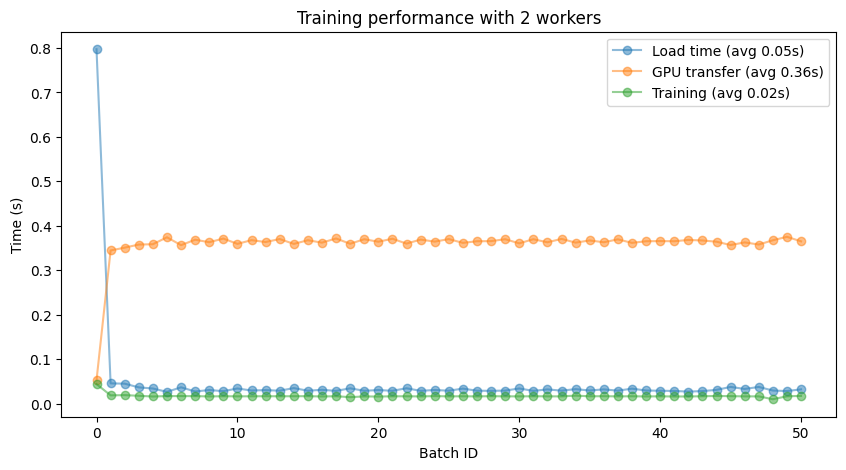 Training performance with 2 workers
Load time (avg 0.05s)
GPU transfer (avg 0.36s)
Training (avg 0.02s)
Time (s)
0.8
0.7
0.6
0.5
0.4
0.3
0.2
0.1
0.0
0 10 20 30 40 50
Batch ID